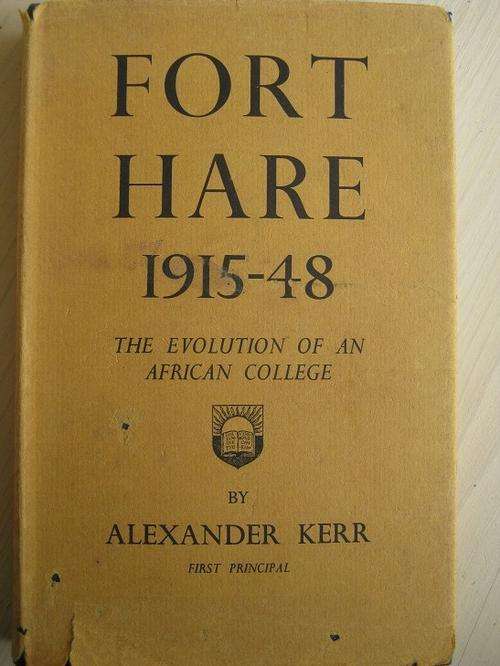 FORT
HARE
1915-48
THE EVOLUTION OF AN
AFRICAN COLLEGE
BY
ALEXANDER KERR
FIRST PRINCIPAL